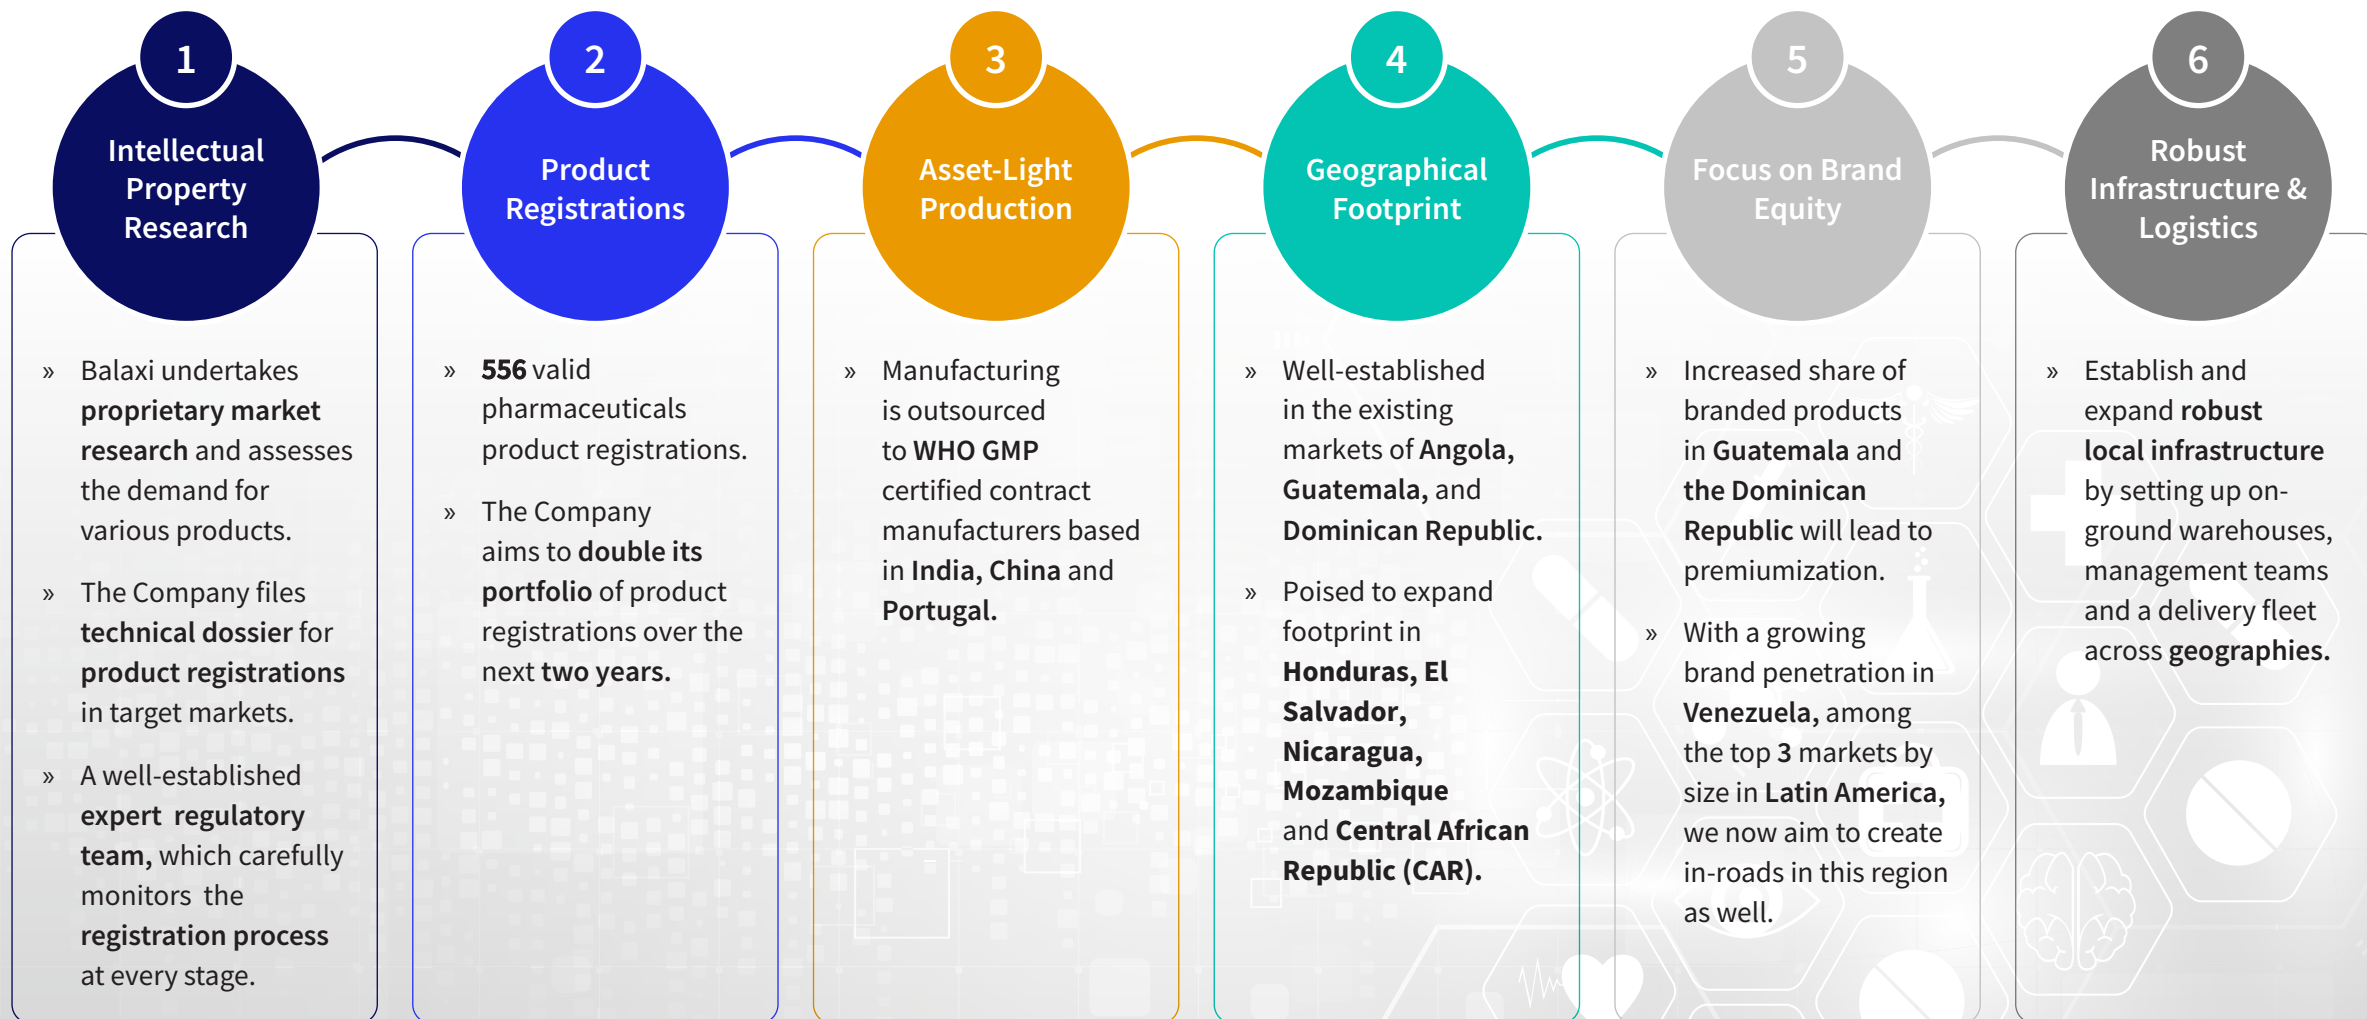 1
Intellectual
Property
Research
» Balaxi undertakes
proprietary market
research and assesses
the demand for
various products.
» The Company files
technical dossier for
product registrations
in target markets.
» A well-established
expert regulatory
team, which carefully
monitors the
registration process
at every stage.
2
Product
Registrations
» 556 valid
pharmaceuticals
product registrations.
» The Company
aims to double its
portfolio of product
registrations over the
next two years.
3
Asset-Light
Production
» Manufacturing
is outsourced
to WHO GMP
certified contract
manufacturers based
in India, China and
Portugal.
4
Geographical
Footprint
» Well-established
in the existing
markets of Angola,
Guatemala, and
Dominican Republic.
» Poised to expand
footprint in
Honduras, El
Salvador,
Nicaragua,
Mozambique
and Central African
Republic (CAR).
5
Focus on Brand
Equity
» Increased share of
branded products
in Guatemala and
the Dominican
Republic will lead to
premiumization.
» With a growing
brand penetration in
Venezuela, among
the top 3 markets by
size in Latin America,
we now aim to create
in-roads in this region
as well.
6
Robust
Infrastructure &
Logistics
» Establish and
expand robust
local infrastructure
by setting up on-
ground warehouses,
management teams
and a delivery fleet
across geographies.